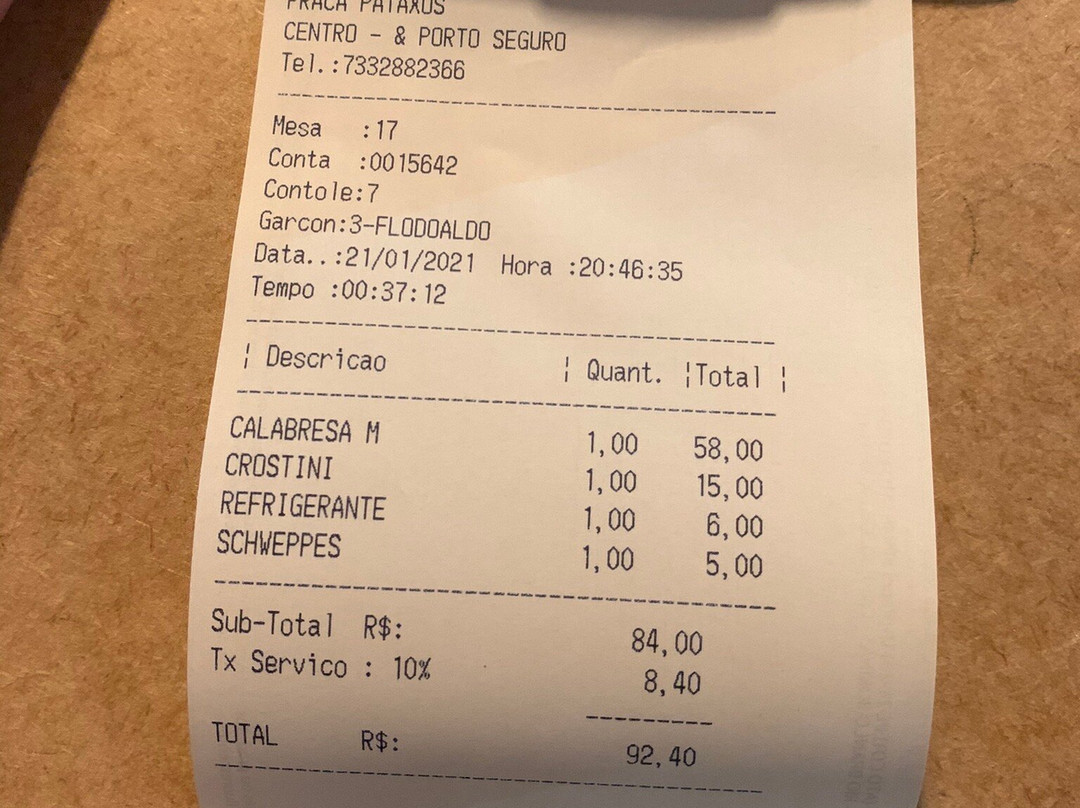 PRACA PATAXOS
CENTRO - & PORTO SEGURO
Tel.:7332882366
Mesa :17
Conta :0015642
Contole:7
Garcon:3-FLODOALDO
Data..:21/01/2021 Hora :20:46:35
Tempo :00:37:12
¦ Descricao ¦ Quant. ¦Total ¦
CALABRESA M 1,00 58,00
CROSTINI 1,00 15,00
REFRIGERANTE 1,00 6,00
SCHWEPPES 1,00 5,00
Sub-Total R$: 84,00
Tx Servico : 10% 8,40
TOTAL R$: 92,40